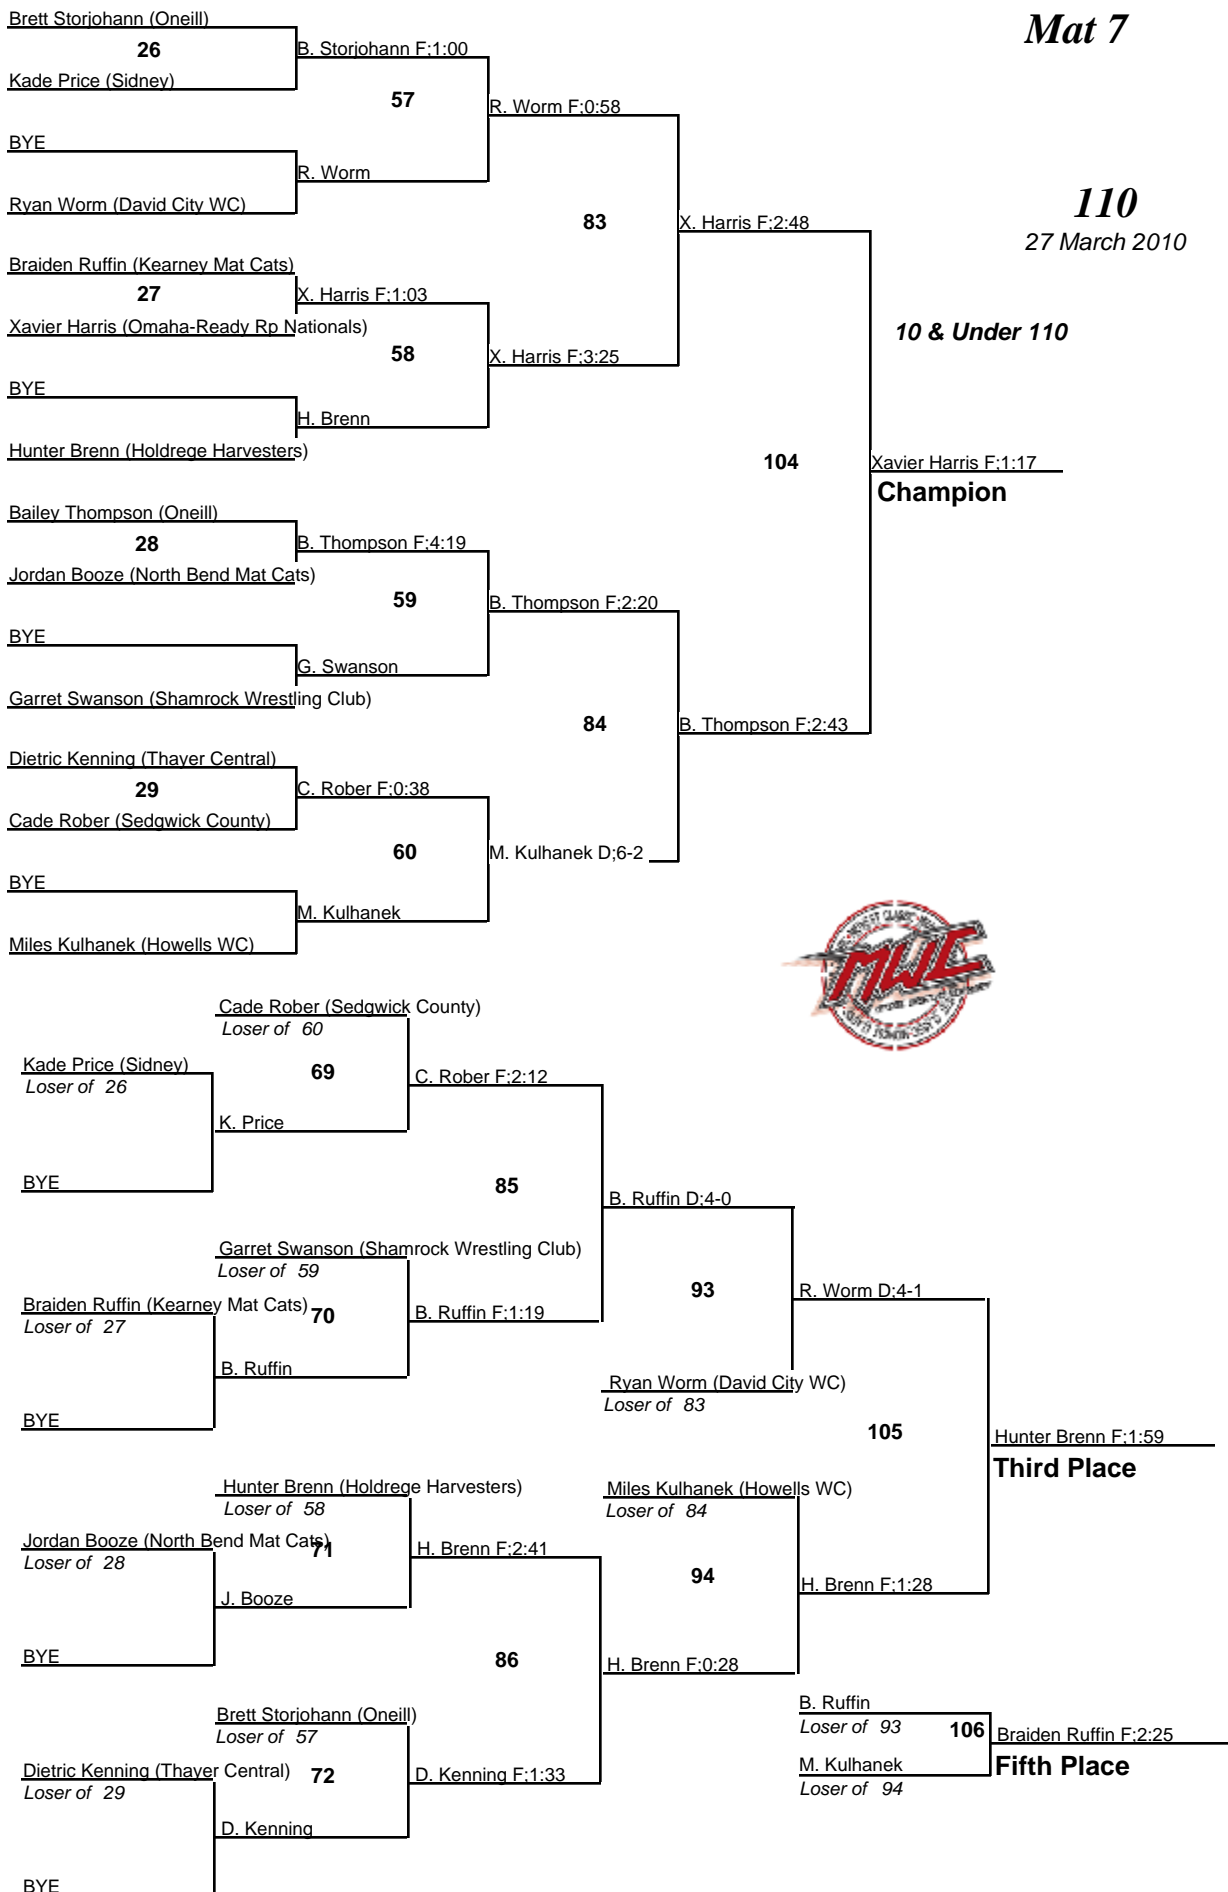 Brett Storjohann (Oneill)
Mat 7
26
B. Storjohann F;1:00
Kade Price (Sidney)
57
R. Worm F;0:58
BYE
R. Worm
Ryan Worm (David City WC)
110
83
X. Harris F;2:48
27 March 2010
Braiden Ruffin (Kearney Mat Cats)
27
X. Harris F;1:03
Xavier Harris (Omaha-Ready Rp Nationals)
10 & Under 110
58
X. Harris F;3:25
BYE
H. Brenn
Hunter Brenn (Holdrege Harvesters)
104
Xavier Harris F;1:17
Champion
Bailey Thompson (Oneill)
28
B. Thompson F;4:19
Jordan Booze (North Bend Mat Cats)
59
B. Thompson F;2:20
BYE
G. Swanson
Garret Swanson (Shamrock Wrestling Club)
84
B. Thompson F;2:43
Dietric Kenning (Thayer Central)
29
C. Rober F;0:38
Cade Rober (Sedgwick County)
60
M. Kulhanek D;6-2
BYE
M. Kulhanek
Miles Kulhanek (Howells WC)
MWC
Cade Rober (Sedgwick County)
Loser of 60
Kade Price (Sidney)
Loser of 26
69
C. Rober F;2:12
K. Price
BYE
85
B. Ruffin D;4-0
Garret Swanson (Shamrock Wrestling Club)
Loser of 59
93
R. Worm D;4-1
Braiden Ruffin (Kearney Mat Cats)
Loser of 27
70
B. Ruffin F;1:19
B. Ruffin
Ryan Worm (David City WC)
Loser of 83
BYE
105
Hunter Brenn F;1:59
Third Place
Hunter Brenn (Holdrege Harvesters)
Loser of 58
Miles Kulhanek (Howells WC)
Loser of 84
Jordan Booze (North Bend Mat Cats)
Loser of 28
71
H. Brenn F;2:41
94
H. Brenn F;1:28
J. Booze
BYE
86
H. Brenn F;0:28
B. Ruffin
Loser of 93
106
Braiden Ruffin F;2:25
Fifth Place
M. Kulhanek
Loser of 94
Brett Storjohann (Oneill)
Loser of 57
Dietric Kenning (Thayer Central)
Loser of 29
72
D. Kenning F;1:33
D. Kenning
BYE